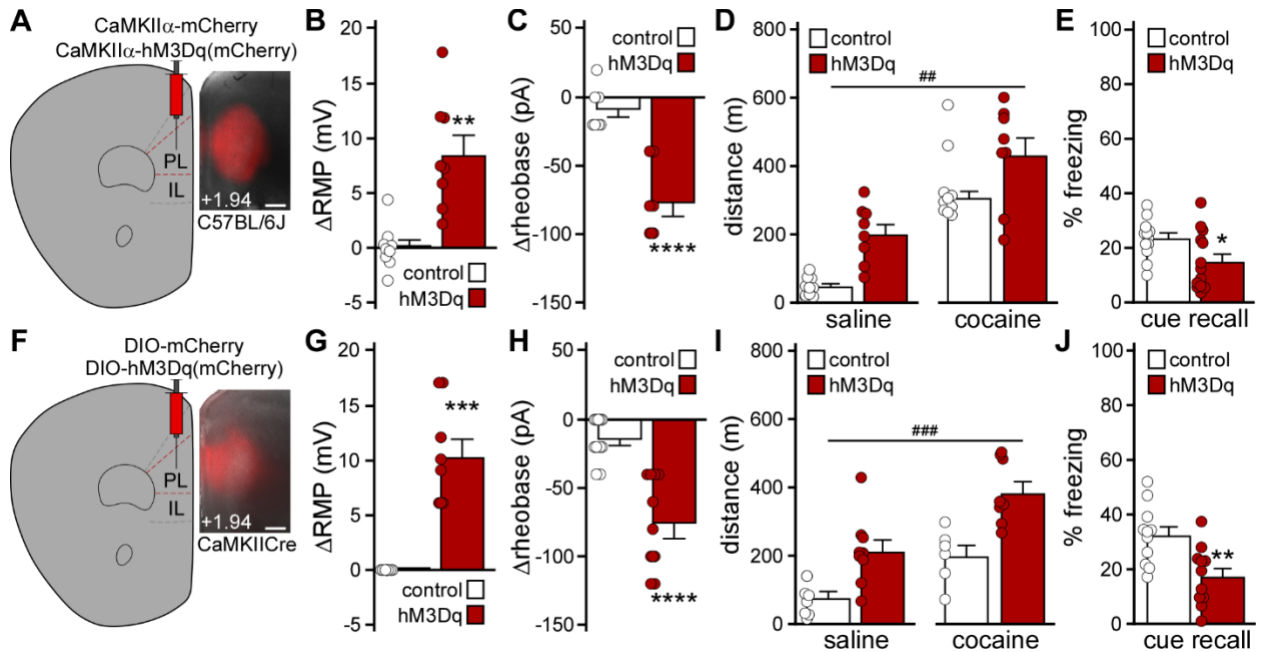 A
CaMKIIα-mCherry
CaMKIIα-hM3Dq(mCherry)
PL
IL
+1.94
C57BL/6J
B
ΔRMP (mV)
20
15
10
5
0
-5
**
control
hM3Dq
C
Δrheobase (pA)
50
0
-50
-100
-150
control
hM3Dq
****
D
distance (m)
800
600
400
200
0
control
hM3Dq
##
saline
cocaine
E
% freezing
100
80
60
40
20
0
control
hM3Dq
*
cue recall
F
DIO-mCherry
DIO-hM3Dq(mCherry)
PL
IL
+1.94
CaMKIICre
G
ΔRMP (mV)
20
15
10
5
0
-5
***
control
hM3Dq
H
Δrheobase (pA)
50
0
-50
-100
-150
control
hM3Dq
****
I
distance (m)
800
600
400
200
0
control
hM3Dq
###
saline
cocaine
J
% freezing
100
80
60
40
20
0
control
hM3Dq
**
cue recall